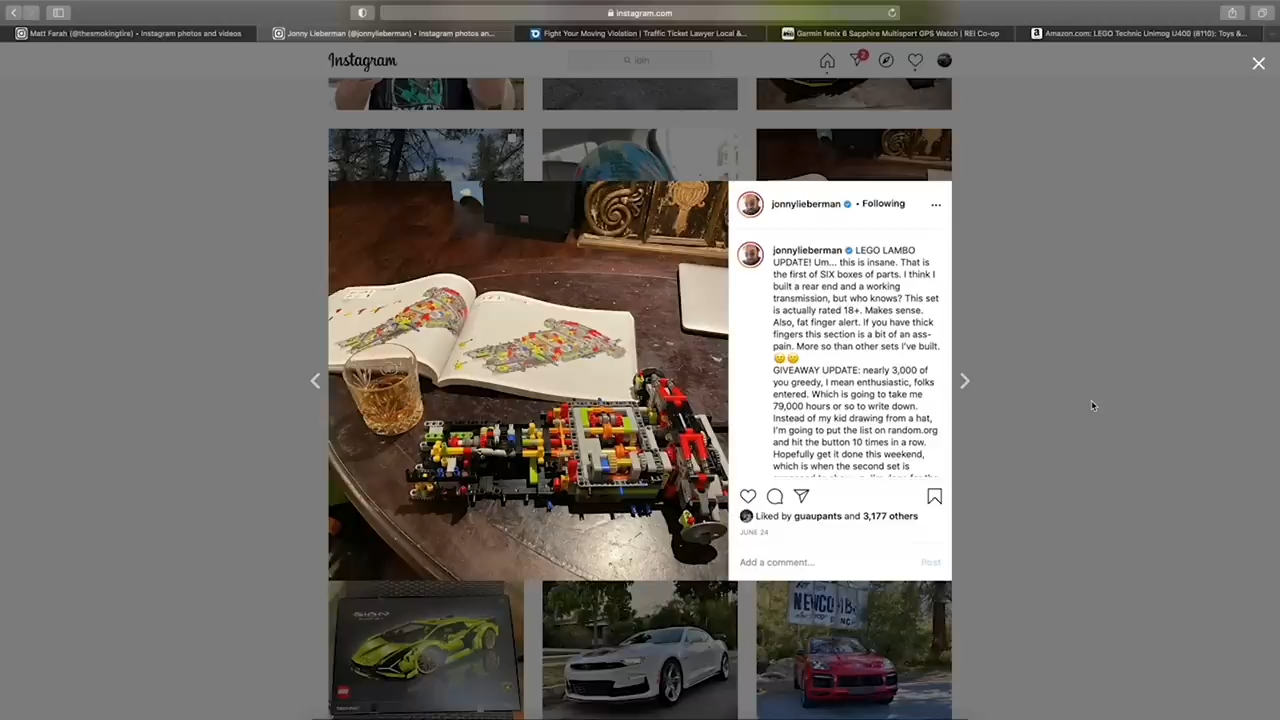 instagram.com
Matt Farah (@thesmokingtire) • Instagram photos and videos
Jonny Lieberman (@jonnylieberman) • Instagram photos an...
Fight Your Moving Violation | Traffic Ticket Lawyer Local &...
Garmin fenix 6 Sapphire Multisport GPS Watch | REI Co-op
Amazon.com: LEGO Technic Unimog U400 (8110): Toys &...
Instagram
2
jonnylieberman • Following
...
jonnylieberman LEGO LAMBO
UPDATE! Um... this is insane. That is
the first of SIX boxes of parts. I think I
built a rear end and a working
transmission, but who knows? This set
is actually rated 18+. Makes sense.
Also, fat finger alert. If you have thick
fingers this section is a bit of an ass-
pain. More so than other sets I've built.
GIVEAWAY UPDATE: nearly 3,000 of
you greedy, I mean enthusiastic, folks
entered. Which is going to take me
79,000 hours or so to write down.
Instead of my kid drawing from a hat,
I'm going to put the list on random.org
and hit the button 10 times in a row.
Hopefully get it done this weekend,
which is when the second set is
Liked by guaupants and 3,177 others
JUNE 24
Add a comment...
Post